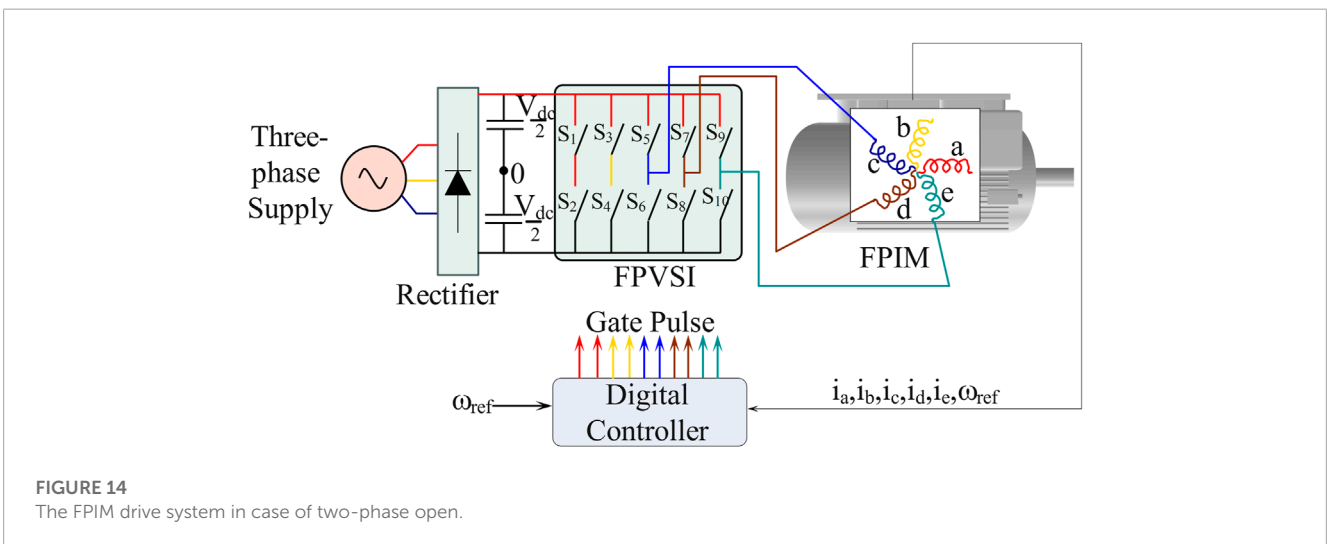 Three-
phase
Supply
Rectifier
V_dc
2
0
V_dc
2
S₁ S₃ S₅ S₇ S₉
S₂ S₄ S₆ S₈ S₁₀
FPVSI
b
a
c
d
e
FPIM
Gate Pulse
ω_ref
Digital
Controller
i_a,i_b,i_c,i_d,i_e,ω_ref
FIGURE 14
The FPIM drive system in case of two-phase open.